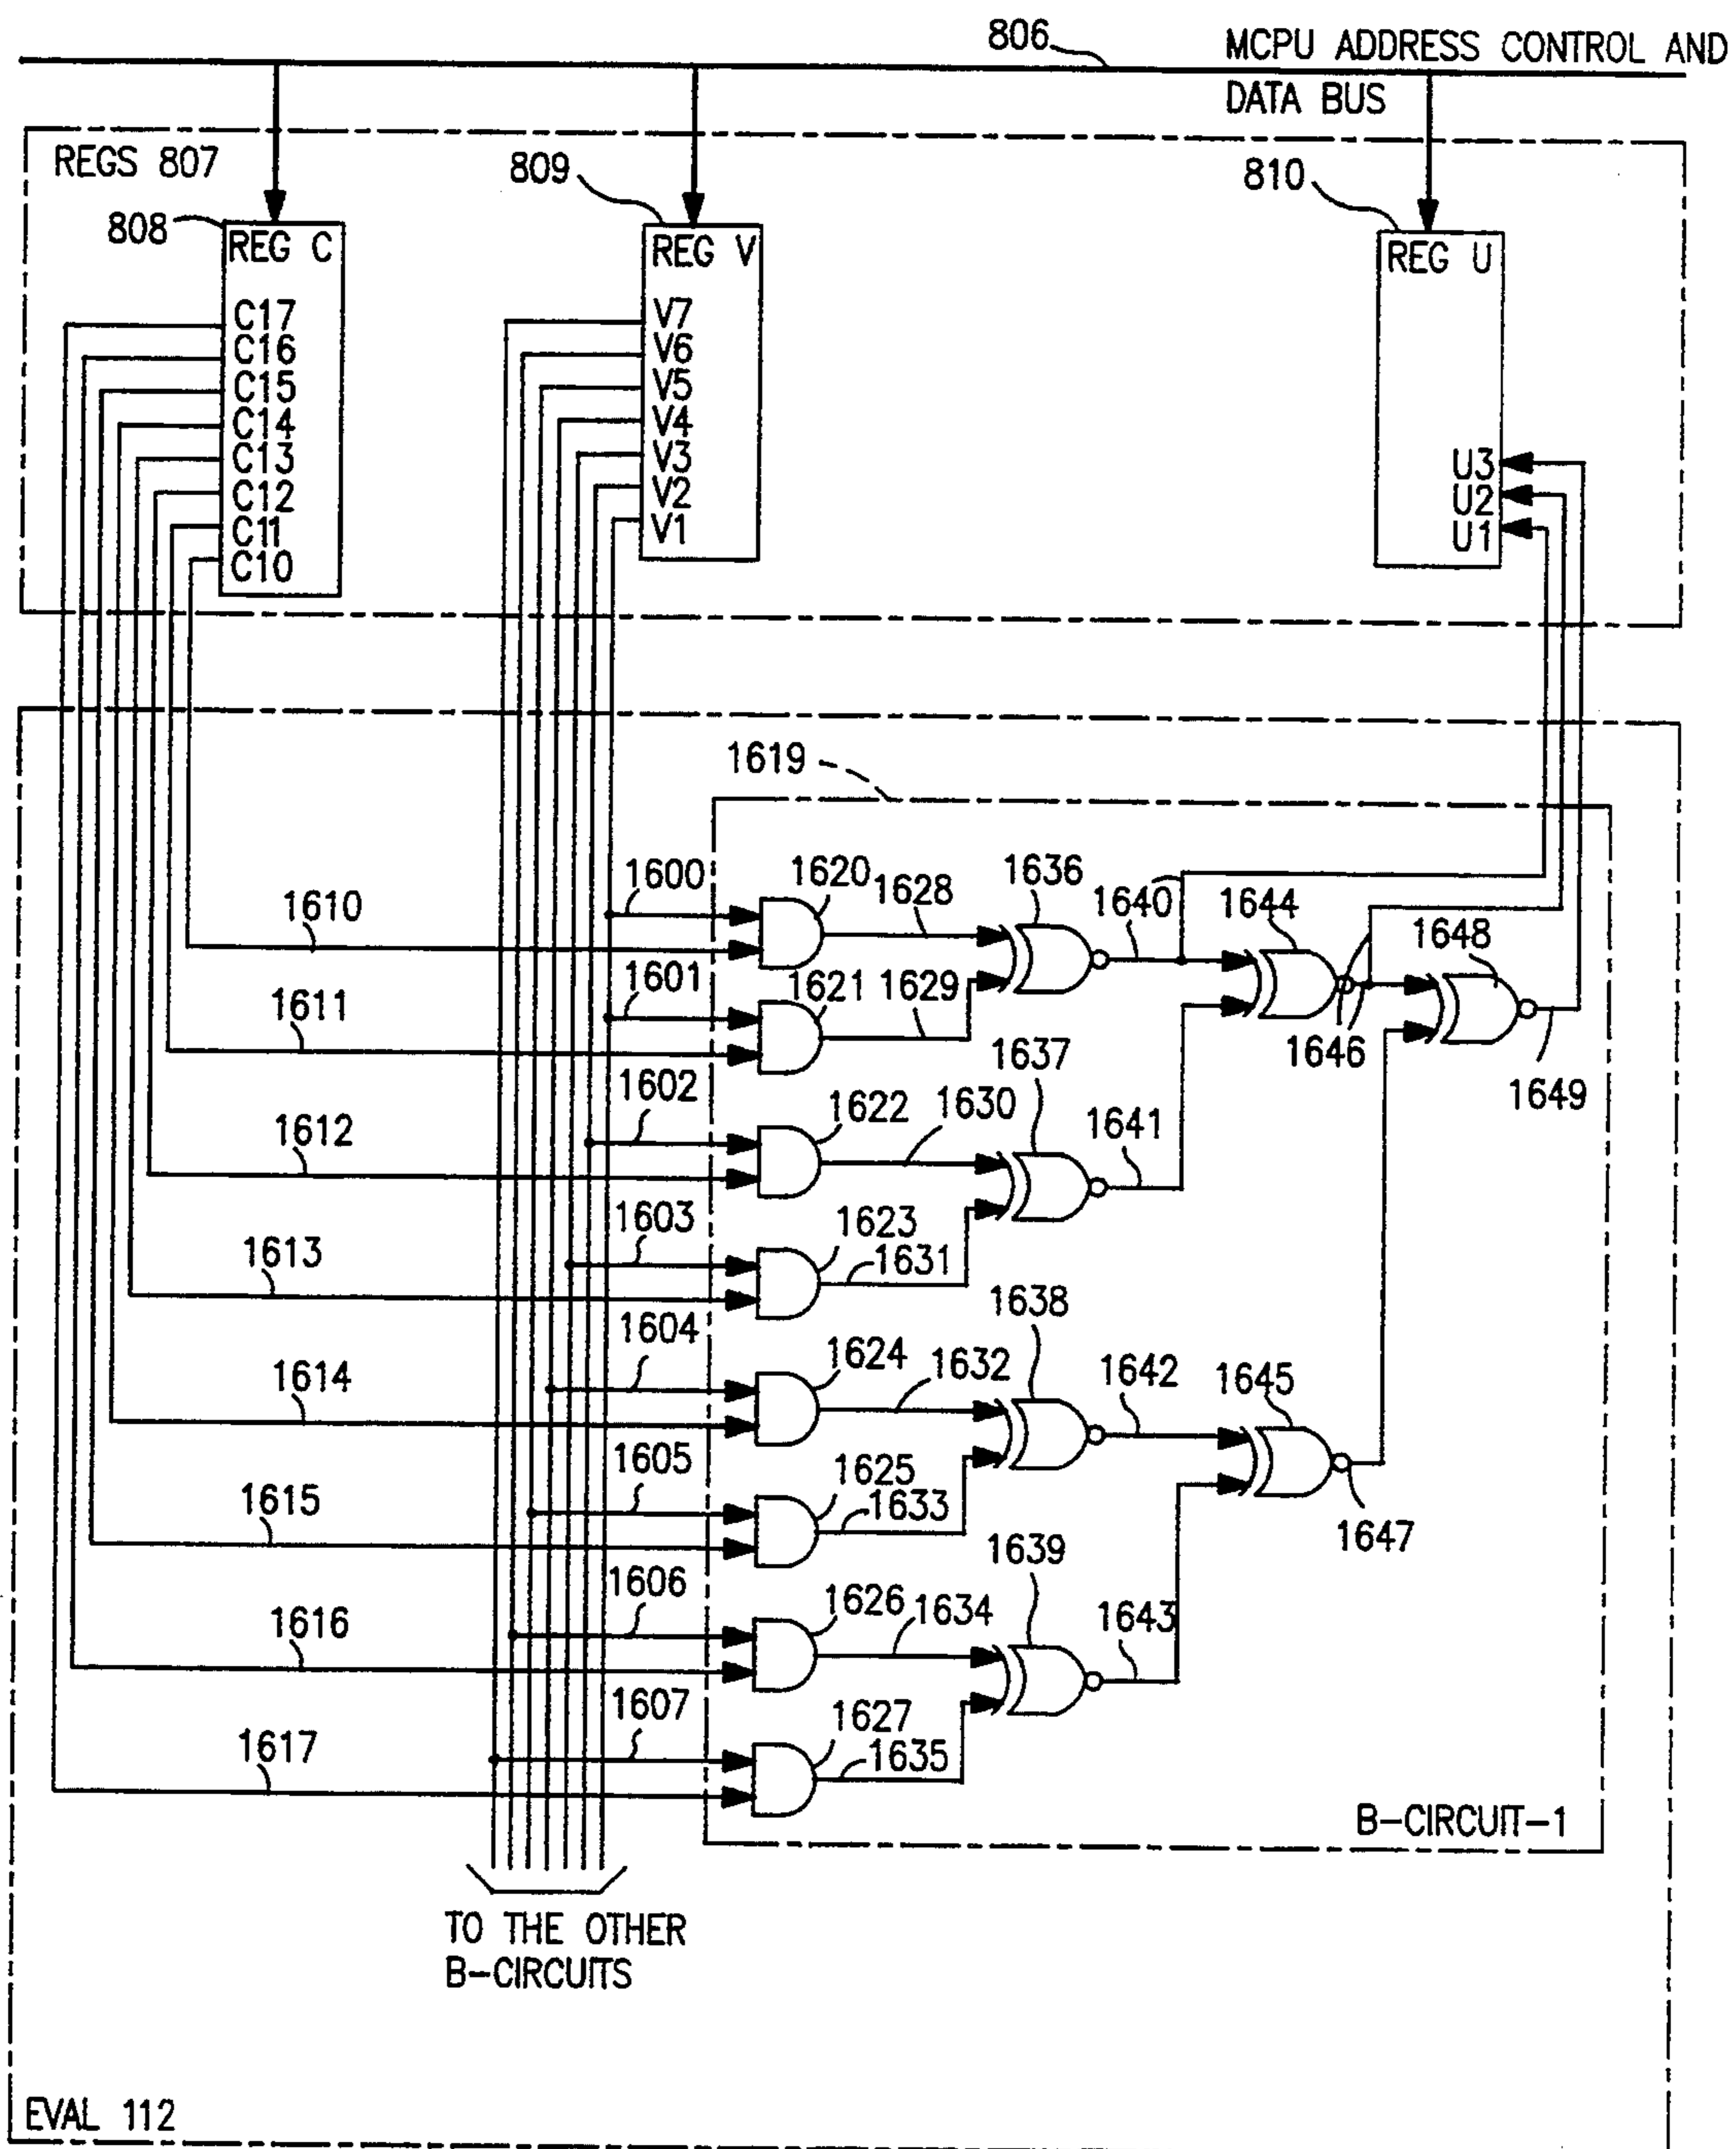 806 MCPU ADDRESS CONTROL AND
DATA BUS
REGS 807
809
810
808
REG C
REG V
REG U
C17
C16
C15
C14
C13
C12
C11
C10
V7
V6
V5
V4
V3
V2
V1
U3
U2
U1
1619
1600
1620
1628
1636
1640
1644
1610
1648
1601
1621
1629
1611
1637
1646
1602
1622
1630
1641
1649
1612
1603
1623
1613
1631
1638
1604
1624
1632
1642
1645
1614
1605
1625
1615
1633
1639
1647
1606
1626
1634
1643
1616
1607
1627
1617
1635
B-CIRCUIT-1
TO THE OTHER
B-CIRCUITS
EVAL 112